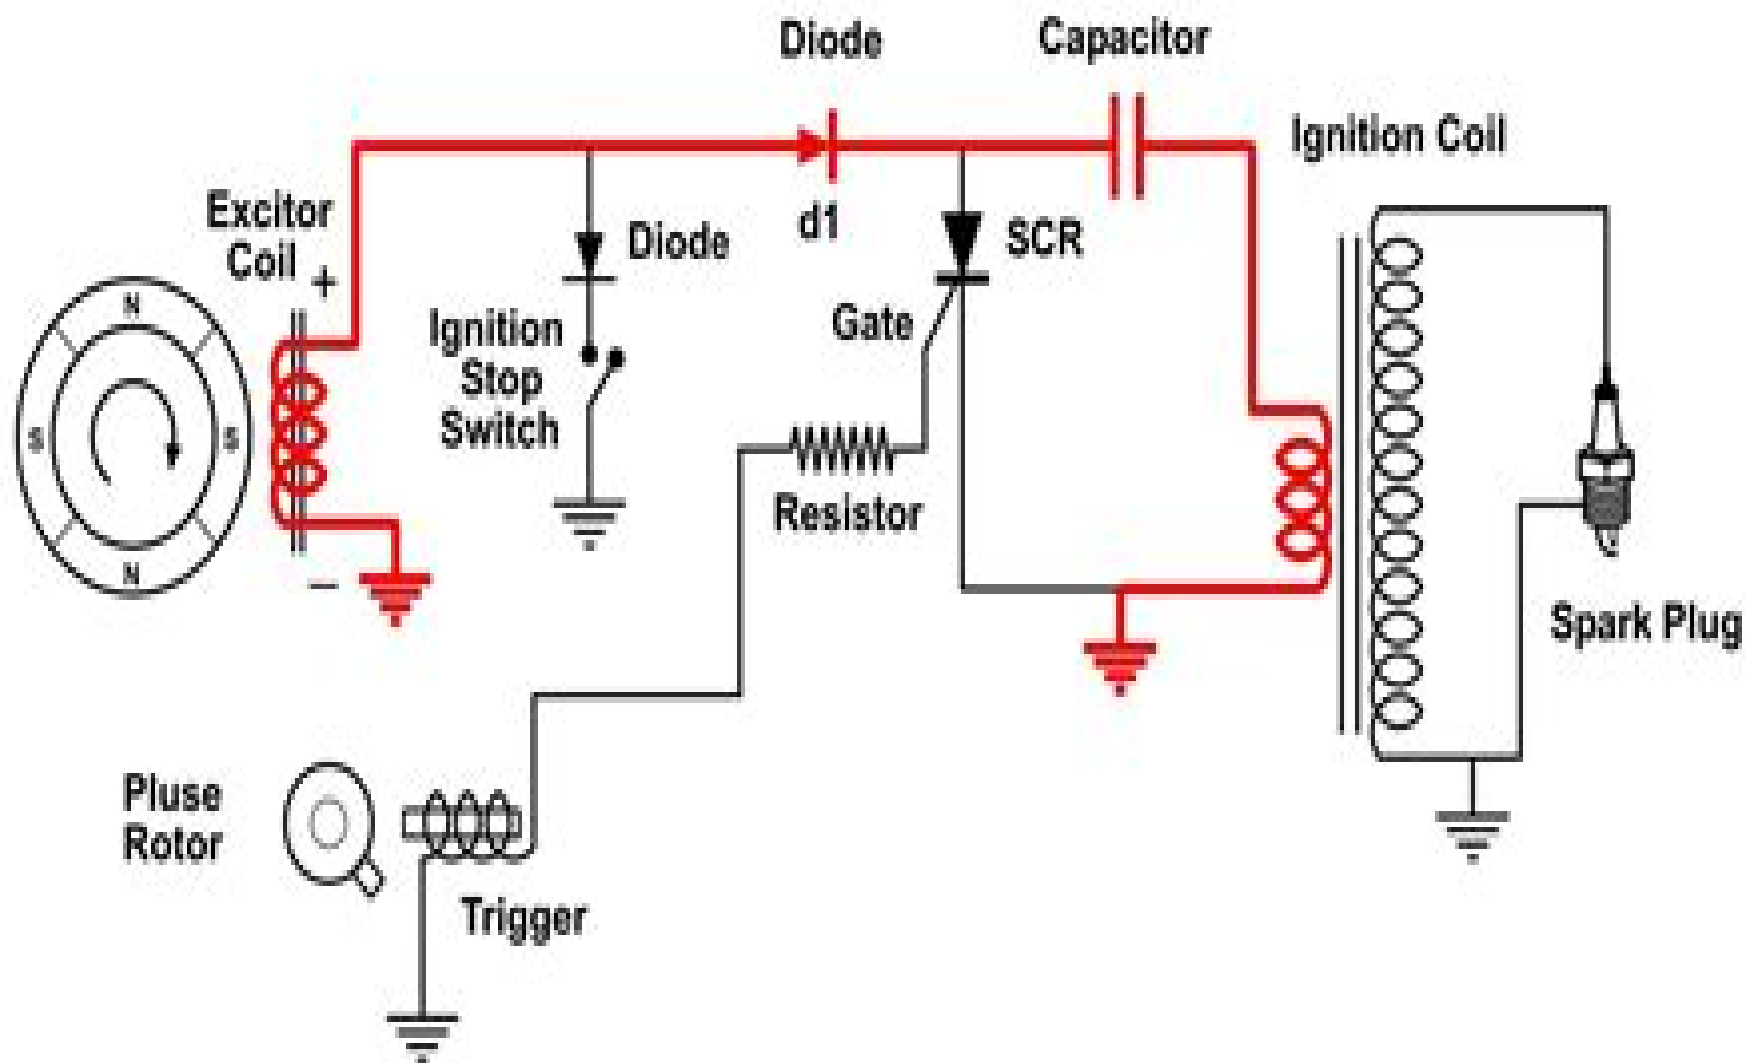 Diode
Capacitor
Ignition Coil
Excitor
Coil
+
d1
Diode
SCR
N
S
S
N
Ignition
Stop
Switch
Gate
Resistor
–
Spark Plug
Pluse
Rotor
Trigger